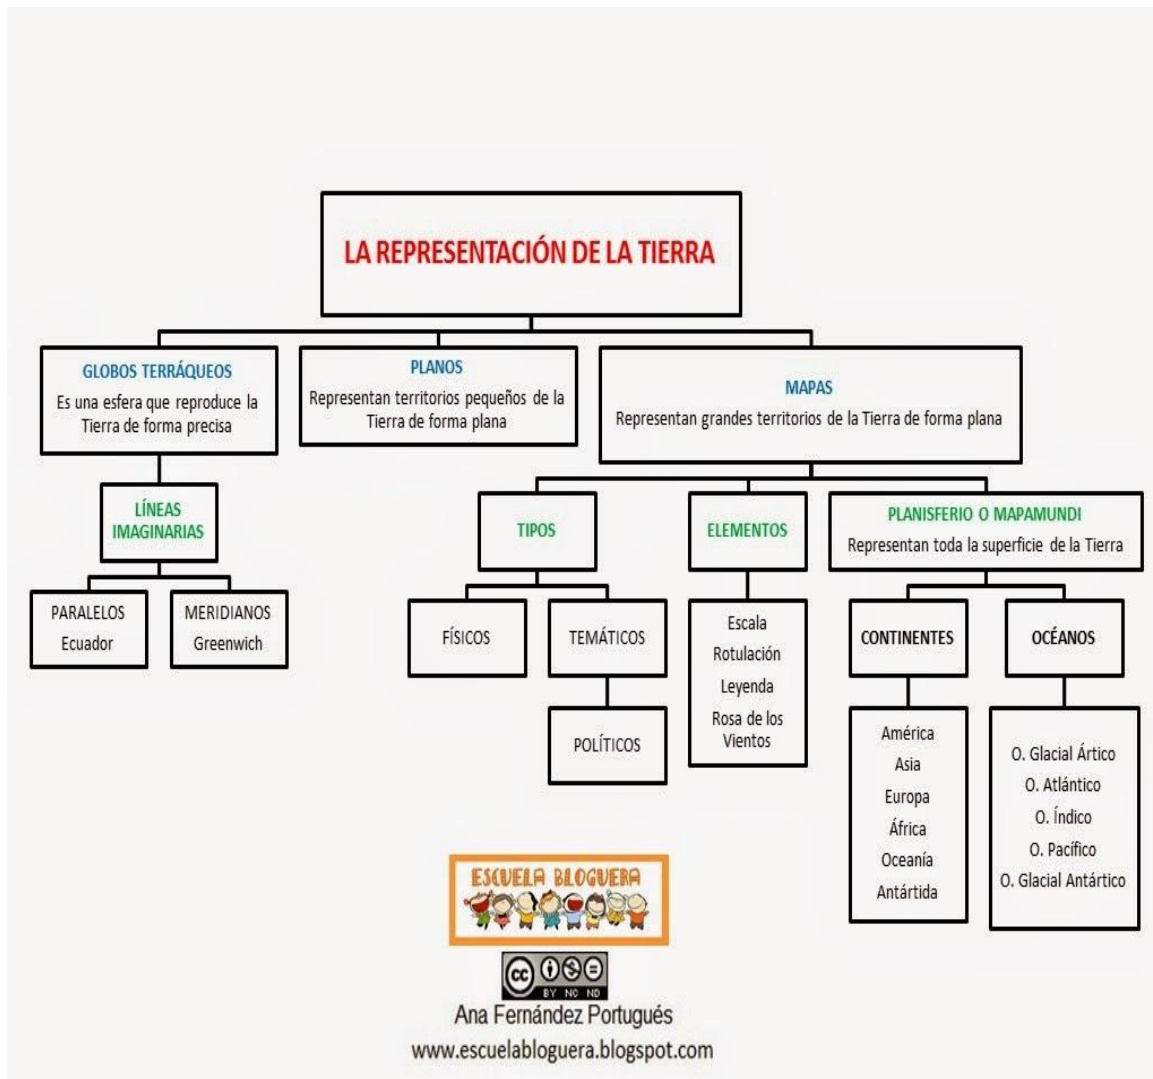 LA REPRESENTACIÓN DE LA TIERRA
GLOBOS TERRÁQUEOS
Es una esfera que reproduce la
Tierra de forma precisa
PLANOS
Representan territorios pequeños de la
Tierra de forma plana
MAPAS
Representan grandes territorios de la Tierra de forma plana
LÍNEAS
IMAGINARIAS
PARALELOS
Ecuador
MERIDIANOS
Greenwich
TIPOS
FÍSICOS
TEMÁTICOS
POLÍTICOS
ELEMENTOS
Escala
Rotulación
Leyenda
Rosa de los
Vientos
PLANISFERIO O MAPAMUNDI
Representan toda la superficie de la Tierra
CONTINENTES
América
Asia
Europa
África
Oceanía
Antártida
OCÉANOS
O. Glacial Ártico
O. Atlántico
O. Índico
O. Pacífico
O. Glacial Antártico
ESCUELA BLOGUERA
cc
BY NC ND
Ana Fernández Portugués
www.escuelabloguera.blogspot.com